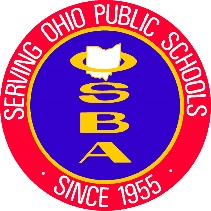 SERVING OHIO PUBLIC SCHOOLS
OSBA
· SINCE 1955 ·